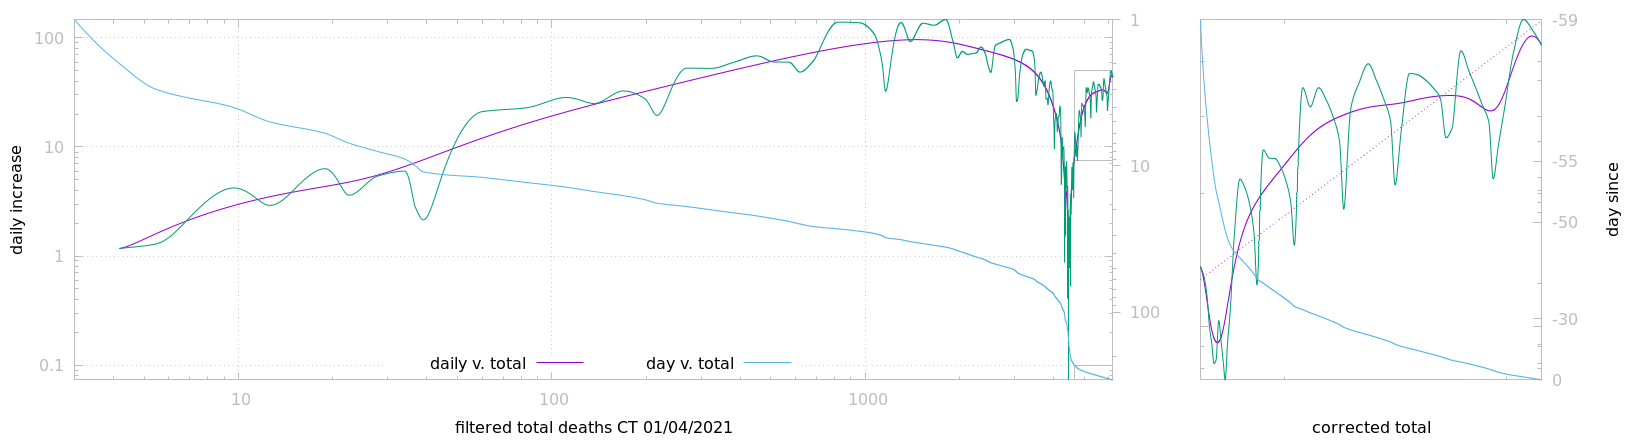 100
10
1
0.1
daily increase
1
10
100
daily v. total
day v. total
10
100
1000
filtered total deaths CT 01/04/2021
-59
-55
-50
-30
0
day since
corrected total